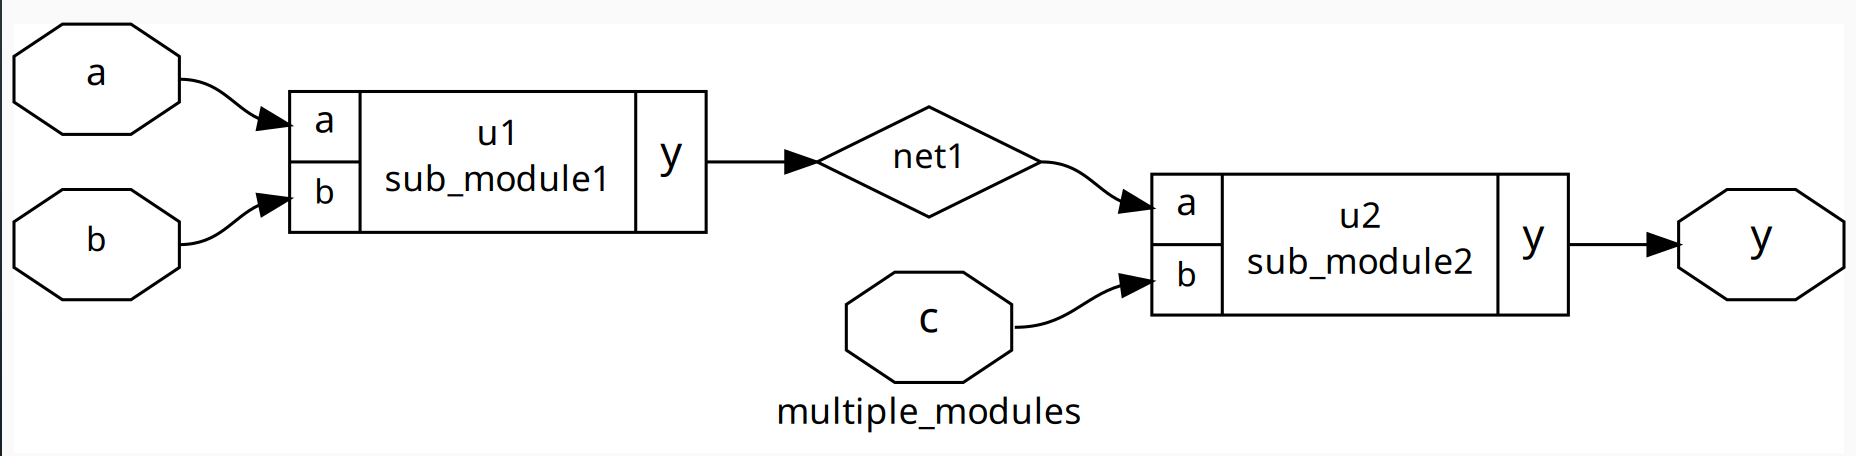 a
b
a
b
u1
sub_module1
y
net1
c
a
b
u2
sub_module2
y
y
multiple_modules